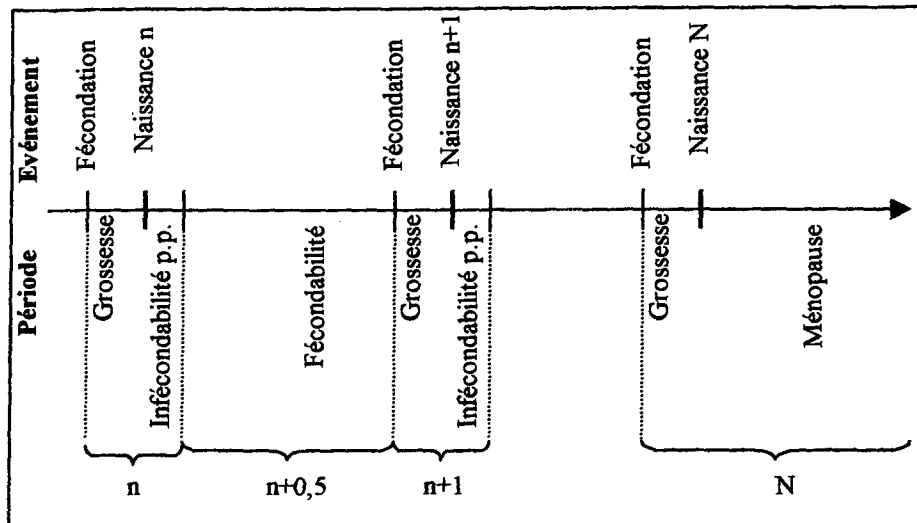 Evénement
Fécondation
Naissance n
Fécondation
Naissance n+1
Fécondation
Naissance N
Période
Grossesse
Infécondabilité p.p.
Fécondabilité
Grossesse
Infécondabilité p.p.
Grossesse
Ménopause
n
n+0,5
n+1
N